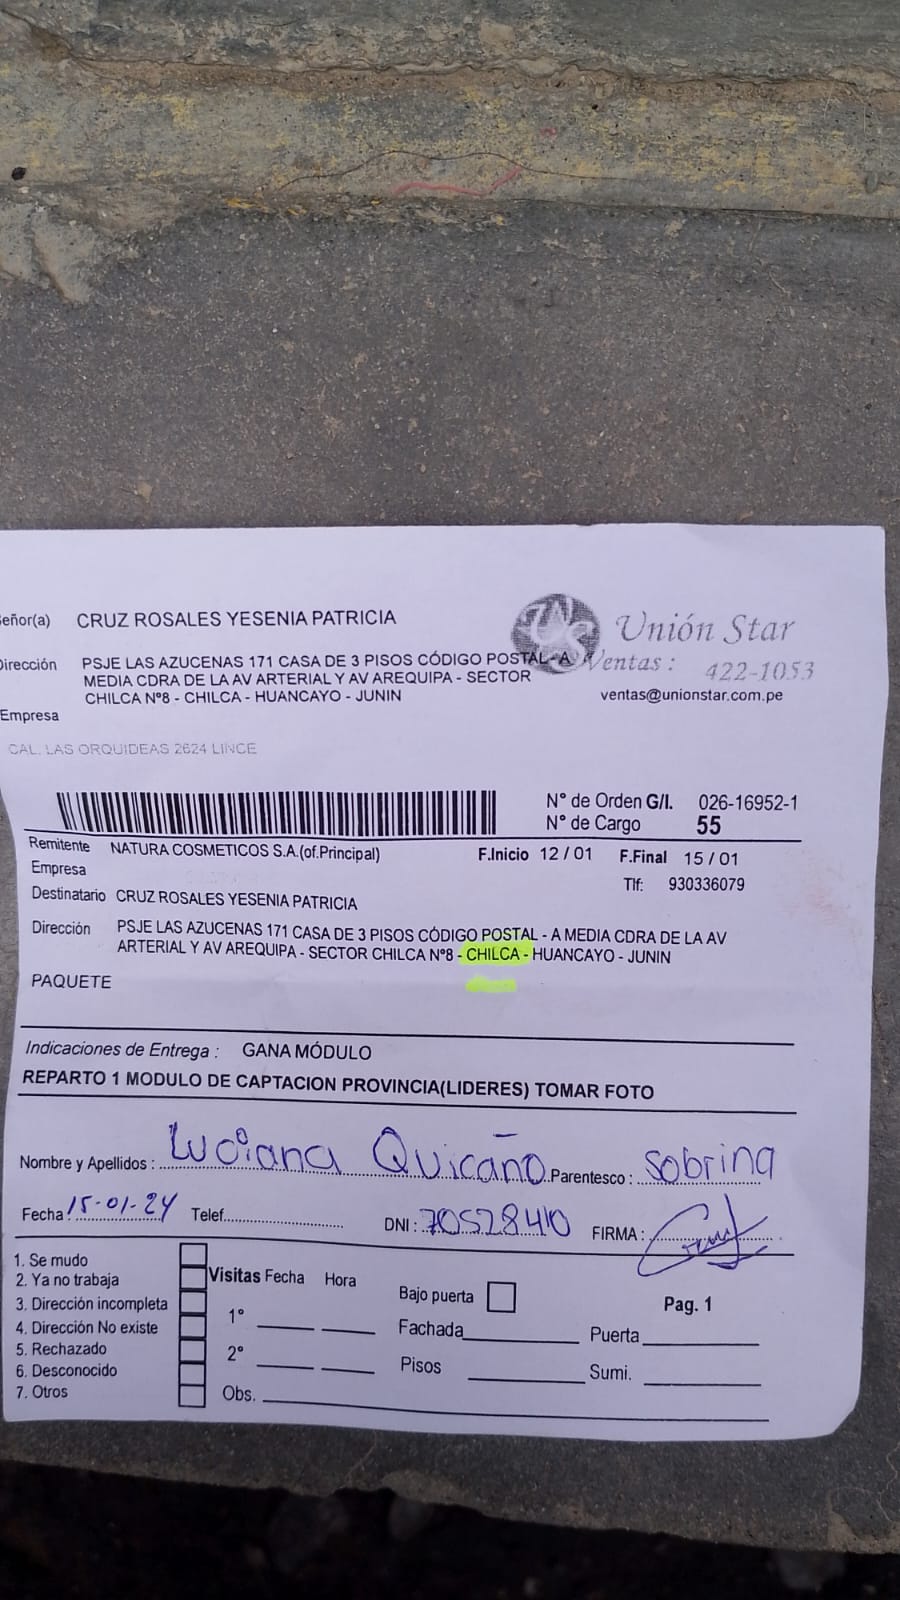 eñor(a) CRUZ ROSALES YESENIA PATRICIA
Unión Star
Dirección PSJE LAS AZUCENAS 171 CASA DE 3 PISOS CÓDIGO POSTAL - A
Ventas : 422-1053
MEDIA CDRA DE LA AV ARTERIAL Y AV AREQUIPA - SECTOR
CHILCA Nº8 - CHILCA - HUANCAYO - JUNIN
ventas@unionstar.com.pe
Empresa
CAL. LAS ORQUIDEAS 2624 LINCE
N° de Orden G/I. 026-16952-1
N° de Cargo 55
Remitente NATURA COSMETICOS S.A.(of.Principal) F.Inicio 12 / 01 F.Final 15 / 01
Empresa
Tlf: 930336079
Destinatario CRUZ ROSALES YESENIA PATRICIA
Dirección PSJE LAS AZUCENAS 171 CASA DE 3 PISOS CÓDIGO POSTAL - A MEDIA CDRA DE LA AV
ARTERIAL Y AV AREQUIPA - SECTOR CHILCA Nº8 - CHILCA - HUANCAYO - JUNIN
PAQUETE
Indicaciones de Entrega : GANA MÓDULO
REPARTO 1 MODULO DE CAPTACION PROVINCIA(LIDERES) TOMAR FOTO
Nombre y Apellidos : Luciana Quicaño Parentesco : Sobrina
Fecha : 15-01-24 Telef. DNI : 70528410 FIRMA :
1. Se mudo
2. Ya no trabaja
3. Dirección incompleta
4. Dirección No existe
5. Rechazado
6. Desconocido
7. Otros
Visitas Fecha Hora
1°
2°
Obs.
Bajo puerta
Fachada
Pisos
Pag. 1
Puerta
Sumi.